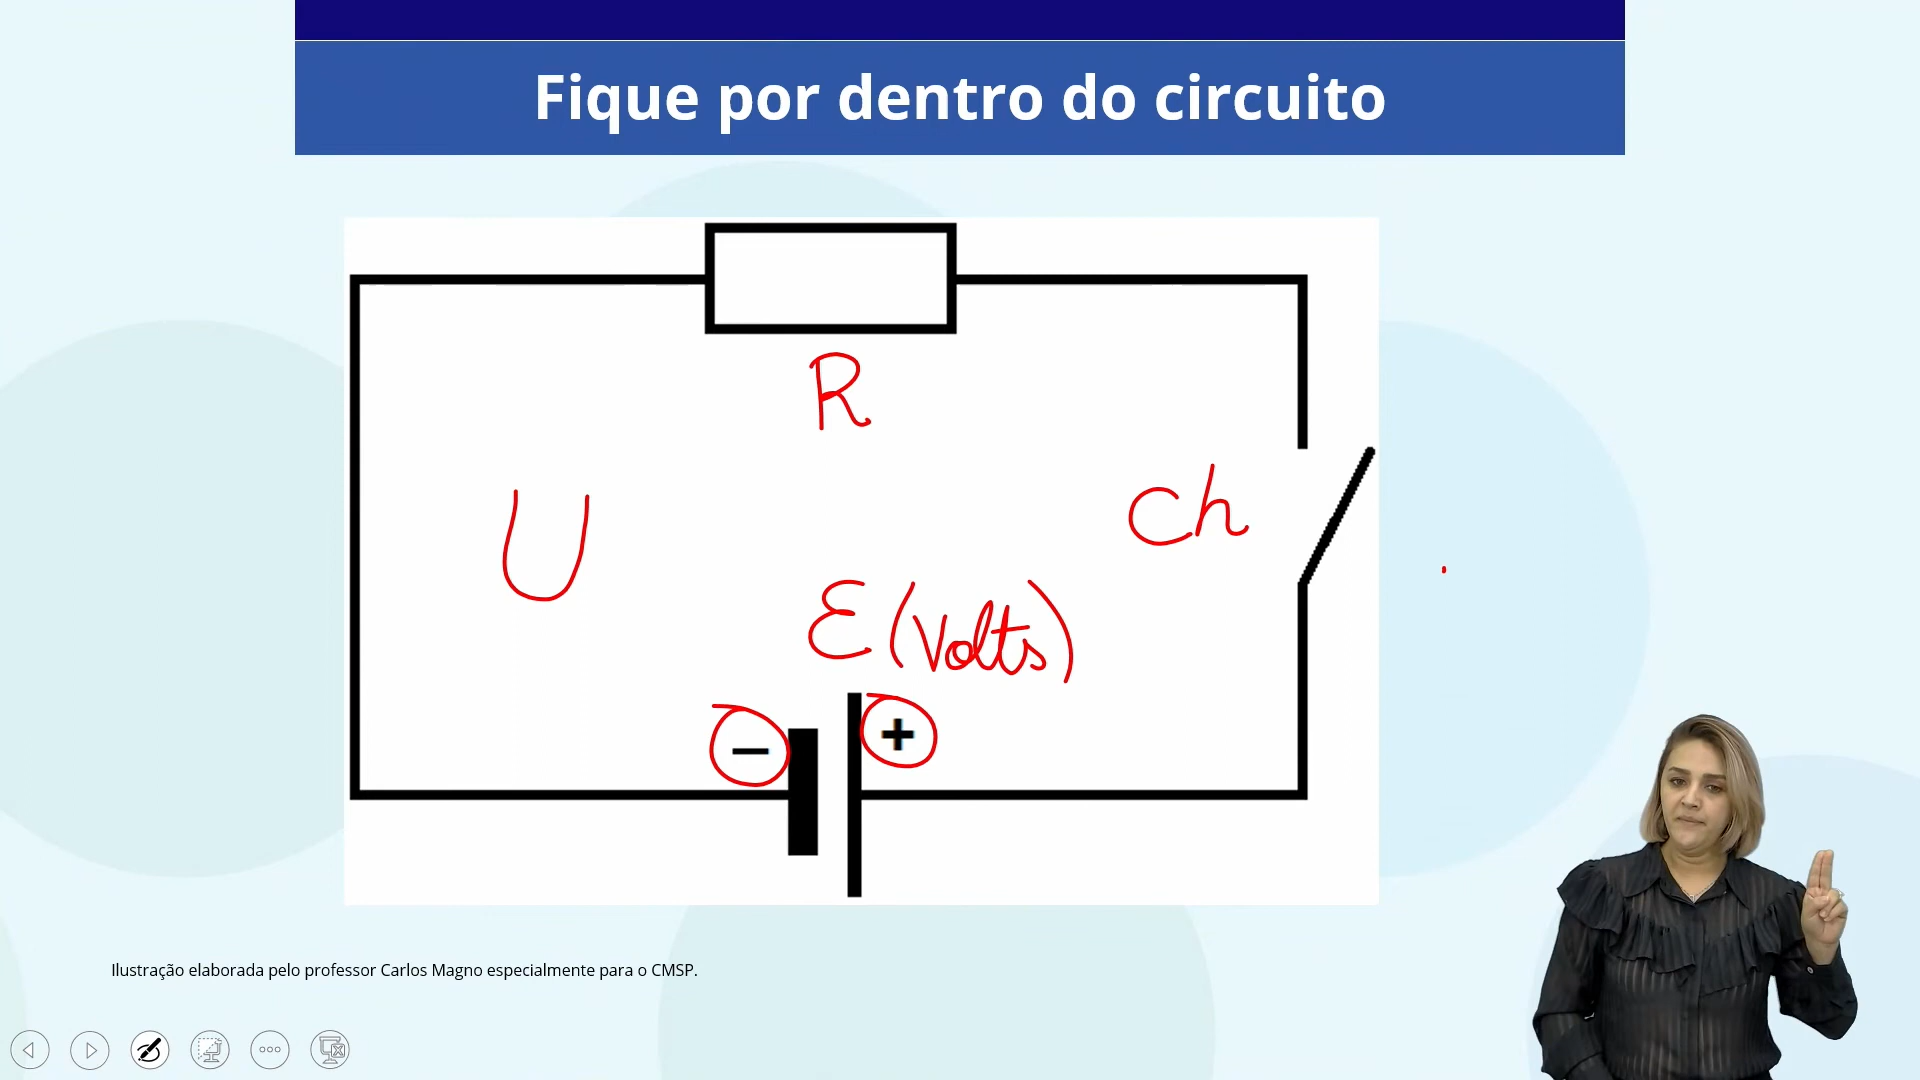 Fique por dentro do circuito
R
U
Ch
ε (Volts)
− +
Ilustração elaborada pelo professor Carlos Magno especialmente para o CMSP.